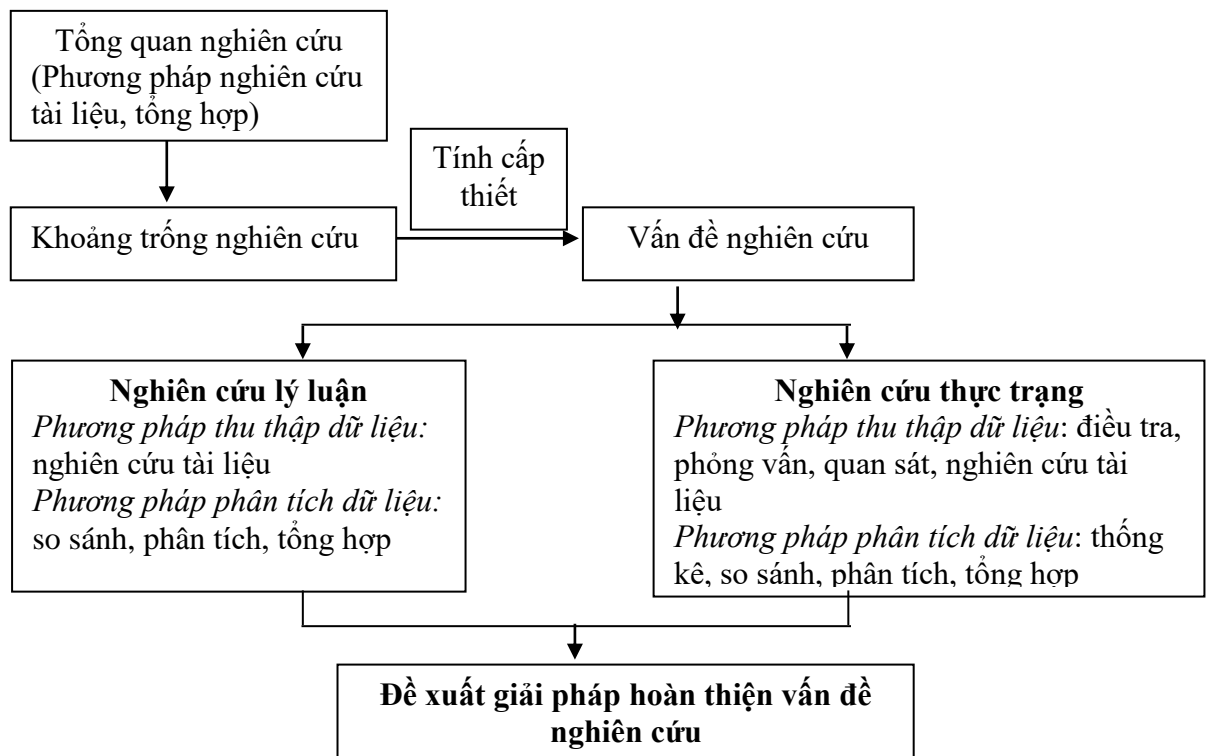 Tổng quan nghiên cứu
(Phương pháp nghiên cứu
tài liệu, tổng hợp)
Tính cấp
thiết
Khoảng trống nghiên cứu
Vấn đề nghiên cứu
Nghiên cứu lý luận
Phương pháp thu thập dữ liệu:
nghiên cứu tài liệu
Phương pháp phân tích dữ liệu:
so sánh, phân tích, tổng hợp
Nghiên cứu thực trạng
Phương pháp thu thập dữ liệu: điều tra,
phỏng vấn, quan sát, nghiên cứu tài
liệu
Phương pháp phân tích dữ liệu: thống
kê, so sánh, phân tích, tổng hợp
Đề xuất giải pháp hoàn thiện vấn đề
nghiên cứu